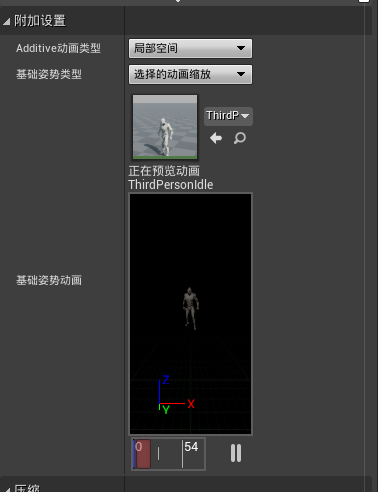 附加设置
Additive动画类型
局部空间
基础姿势类型
选择的动画缩放
ThirdP
正在预览动画
ThirdPersonIdle
基础姿势动画
Z
X
Y
0
54
压缩